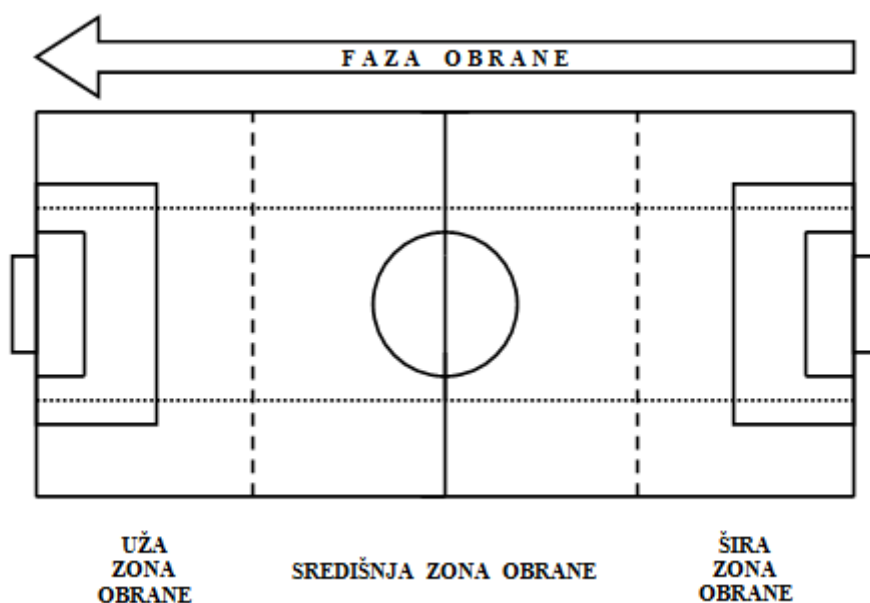 FAZA OBRANE
UŽA
ZONA
OBRANE
SREDIŠNJA ZONA OBRANE
ŠIRA
ZONA
OBRANE